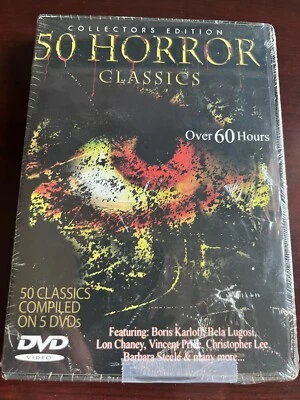 COLLECTORS EDITION
50 HORROR
CLASSICS
Over 60 Hours
50 CLASSICS
COMPILED
ON 5 DVDs
Featuring: Boris Karloff, Bela Lugosi,
Lon Chaney, Vincent Price, Christopher Lee,
Barbara Steele & many more...
DVD
VIDEO